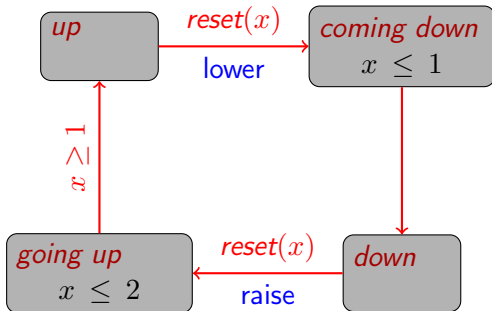 up
reset(x)
lower
coming down
x ≤ 1
x ≥ 1
going up
x ≤ 2
reset(x)
raise
down